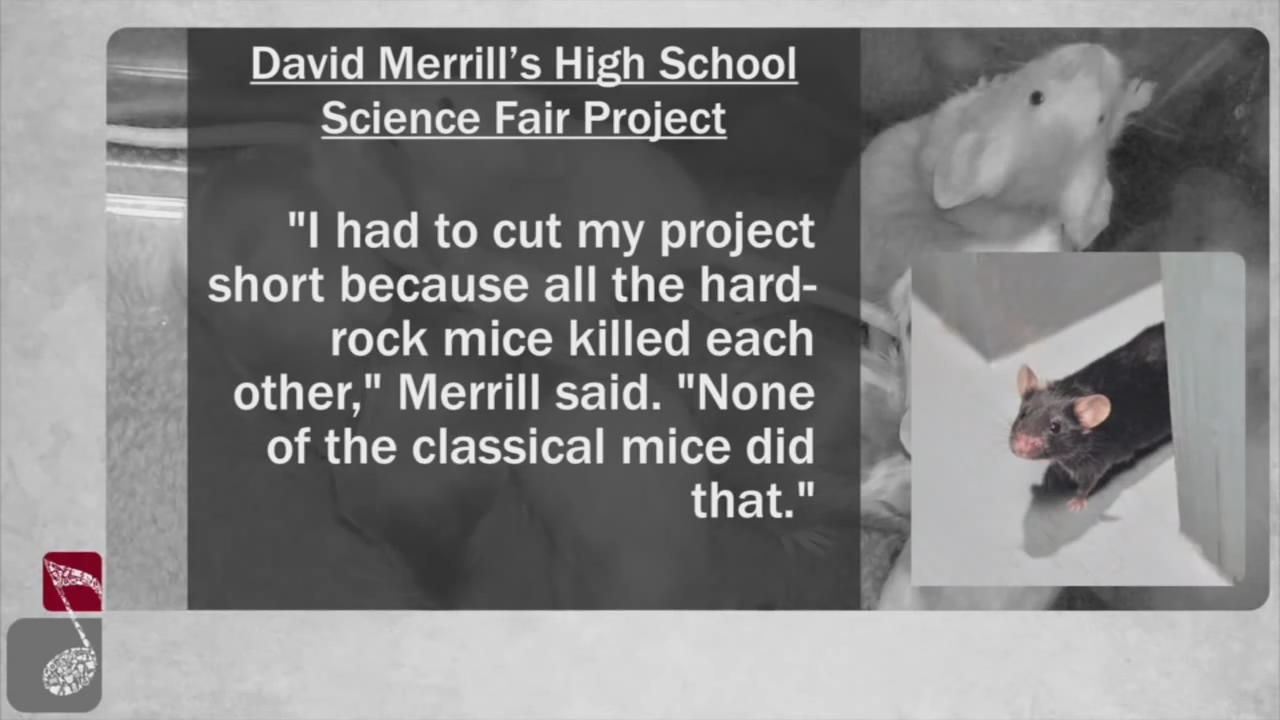 David Merrill’s High School
Science Fair Project
"I had to cut my project
short because all the hard-
rock mice killed each
other," Merrill said. "None
of the classical mice did
that."